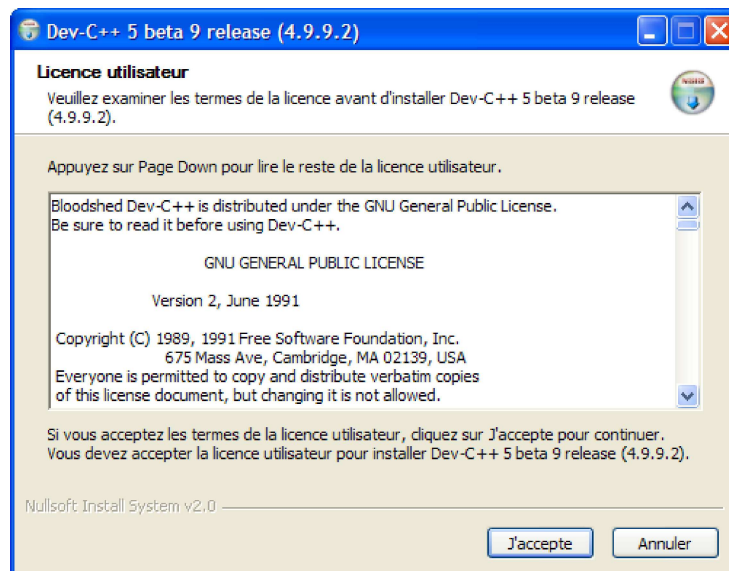 Dev-C++ 5 beta 9 release (4.9.9.2)
Licence utilisateur
Veuillez examiner les termes de la licence avant d'installer Dev-C++ 5 beta 9 release
(4.9.9.2).
Appuyez sur Page Down pour lire le reste de la licence utilisateur.
Bloodshed Dev-C++ is distributed under the GNU General Public License.
Be sure to read it before using Dev-C++.
GNU GENERAL PUBLIC LICENSE
Version 2, June 1991
Copyright (C) 1989, 1991 Free Software Foundation, Inc.
675 Mass Ave, Cambridge, MA 02139, USA
Everyone is permitted to copy and distribute verbatim copies
of this license document, but changing it is not allowed.
Si vous acceptez les termes de la licence utilisateur, cliquez sur J'accepte pour continuer.
Vous devez accepter la licence utilisateur pour installer Dev-C++ 5 beta 9 release (4.9.9.2).
Nullsoft Install System v2.0
J'accepte
Annuler